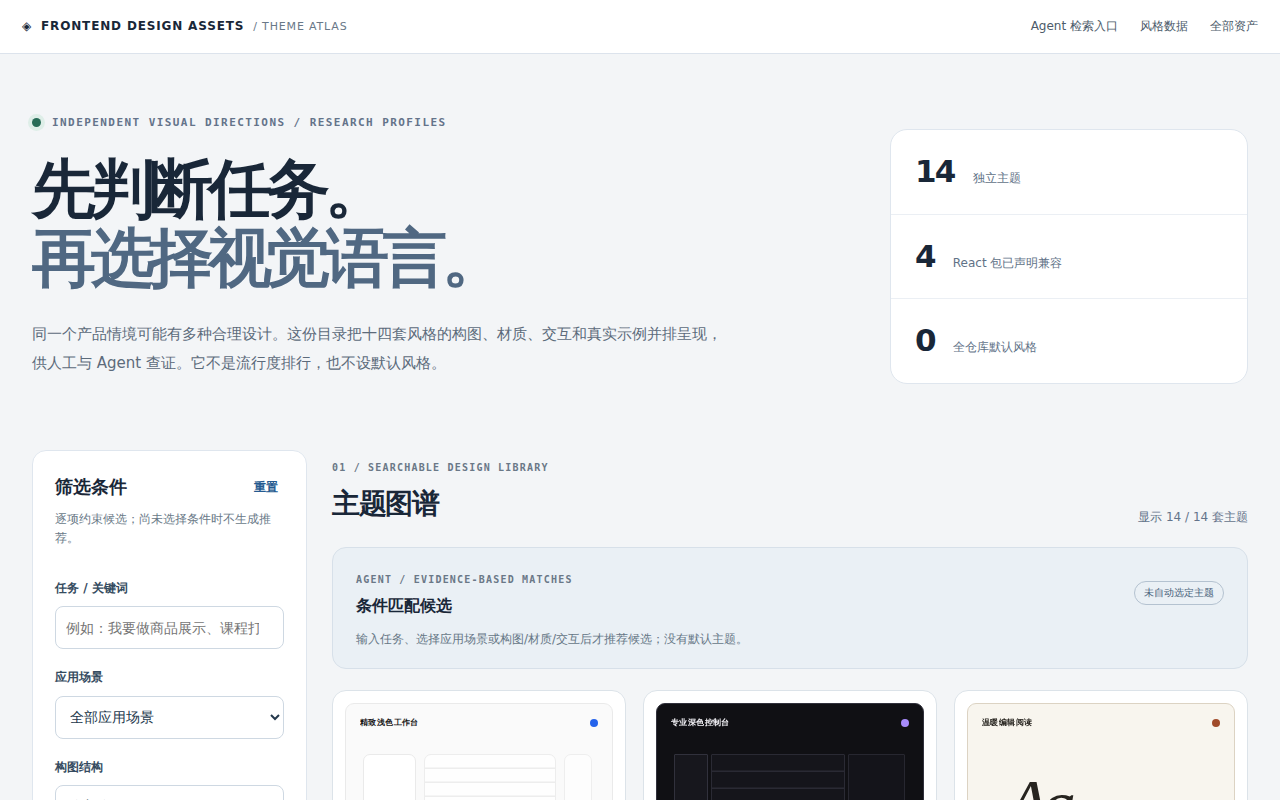 ◈ FRONTEND DESIGN ASSETS / THEME ATLAS
Agent 检索入口 风格数据 全部资产
INDEPENDENT VISUAL DIRECTIONS / RESEARCH PROFILES
先判断任务。
再选择视觉语言。
同一个产品情境可能有多种合理设计。这份目录把十四套风格的构图、材质、交互和真实示例并排呈现，
供人工与 Agent 查证。它不是流行度排行，也不设默认风格。
14 独立主题
4 React 包已声明兼容
0 全仓库默认风格
筛选条件 重置
逐项约束候选；尚未选择条件时不生成推
荐。
任务 / 关键词
例如：我要做商品展示、课程打
应用场景
全部应用场景
构图结构
01 / SEARCHABLE DESIGN LIBRARY
主题图谱
显示 14 / 14 套主题
AGENT / EVIDENCE-BASED MATCHES
条件匹配候选
未自动选定主题
输入任务、选择应用场景或构图/材质/交互后才推荐候选；没有默认主题。
精致浅色工作台
专业深色控制台
温暖编辑阅读